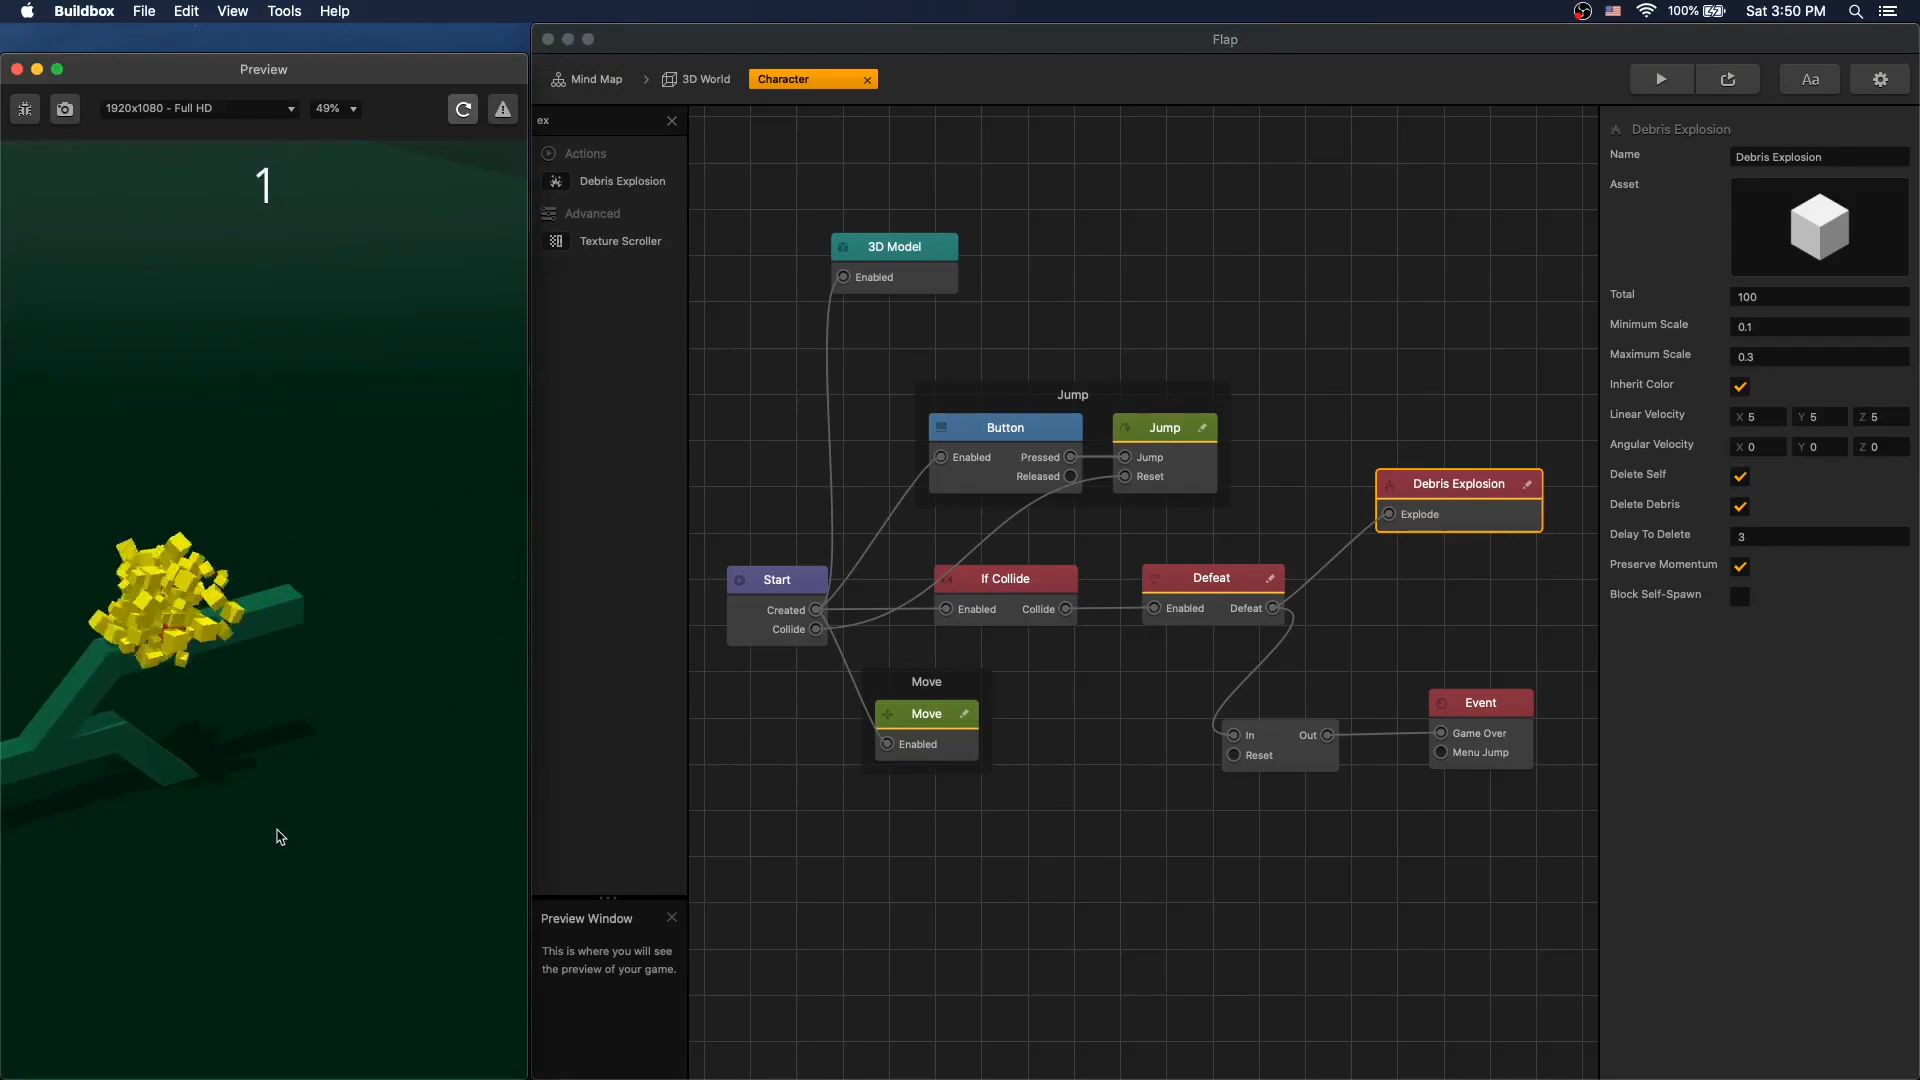 Buildbox File Edit View Tools Help
100% Sat 3:50 PM
Flap
Preview
Mind Map 3D World Character
Aa
1920x1080 - Full HD 49%
ex
Actions
Debris Explosion
Advanced
Texture Scroller
1
3D Model
Enabled
Jump
Button
Enabled Pressed
Released
Jump
Jump
Reset
Debris Explosion
Explode
Start
Created
Collide
If Collide
Enabled Collide
Defeat
Enabled Defeat
Move
Move
Enabled
In Out
Reset
Event
Game Over
Menu Jump
Preview Window
This is where you will see
the preview of your game.
Debris Explosion
Name Debris Explosion
Asset
Total 100
Minimum Scale 0.1
Maximum Scale 0.3
Inherit Color
Linear Velocity X 5 Y 5 Z 5
Angular Velocity X 0 Y 0 Z 0
Delete Self
Delete Debris
Delay To Delete 3
Preserve Momentum
Block Self-Spawn